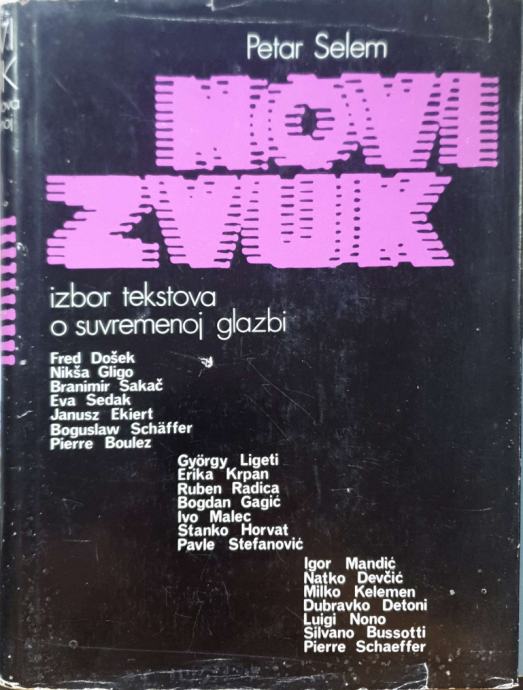 Petar Selem
NOVI
ZVUK
izbor tekstova
o suvremenoj glazbi
Fred Došek
Nikša Gligo
Branimir Sakač
Eva Sedak
Janusz Ekiert
Boguslaw Schäffer
Pierre Boulez
György Ligeti
Erika Krpan
Ruben Radica
Bogdan Gagić
Ivo Malec
Stanko Horvat
Pavle Stefanović
Igor Mandić
Natko Devčić
Milko Kelemen
Dubravko Detoni
Luigi Nono
Silvano Bussotti
Pierre Schaeffer